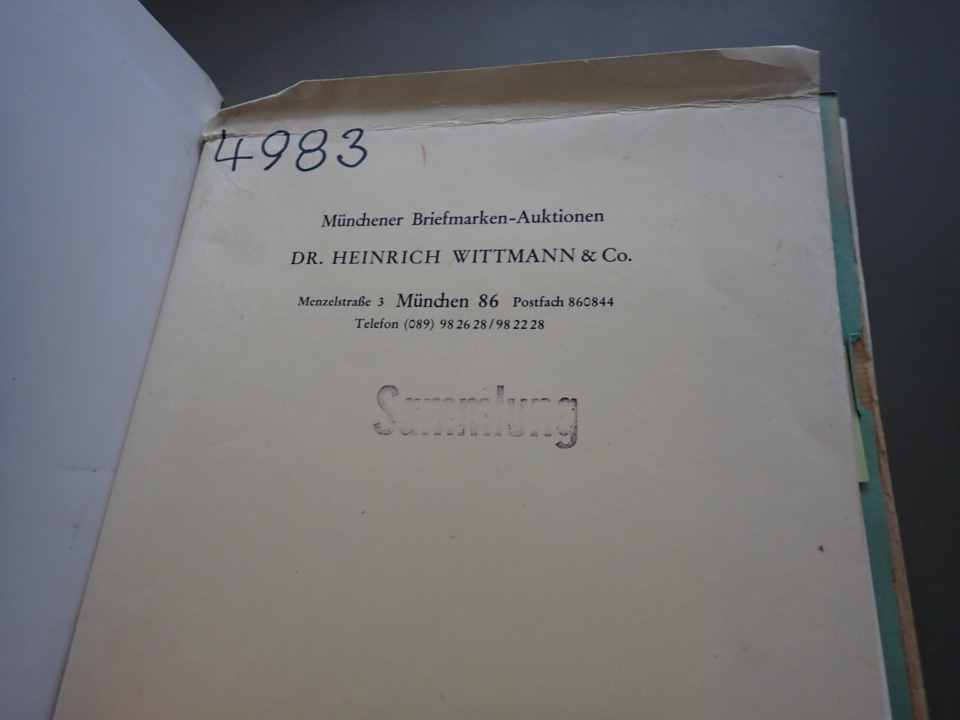 4983
Münchener Briefmarken-Auktionen
DR. HEINRICH WITTMANN & Co.
Menzelstraße 3 München 86 Postfach 860844
Telefon (089) 98 26 28 / 98 22 28
Sammlung